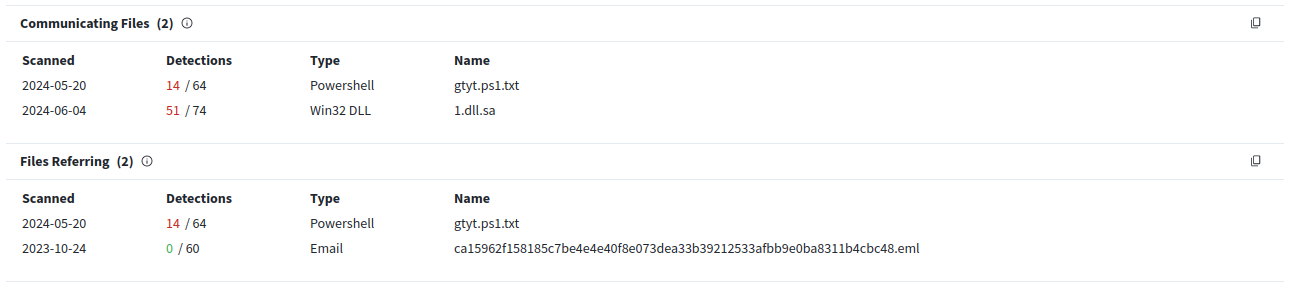 Communicating Files (2)
Scanned Detections Type Name
2024-05-20 14 / 64 Powershell gtyt.ps1.txt
2024-06-04 51 / 74 Win32 DLL 1.dll.sa
Files Referring (2)
Scanned Detections Type Name
2024-05-20 14 / 64 Powershell gtyt.ps1.txt
2023-10-24 0 / 60 Email ca15962f158185c7be4e4e40f8e073dea33b39212533afbb9e0ba8311b4cbc48.eml